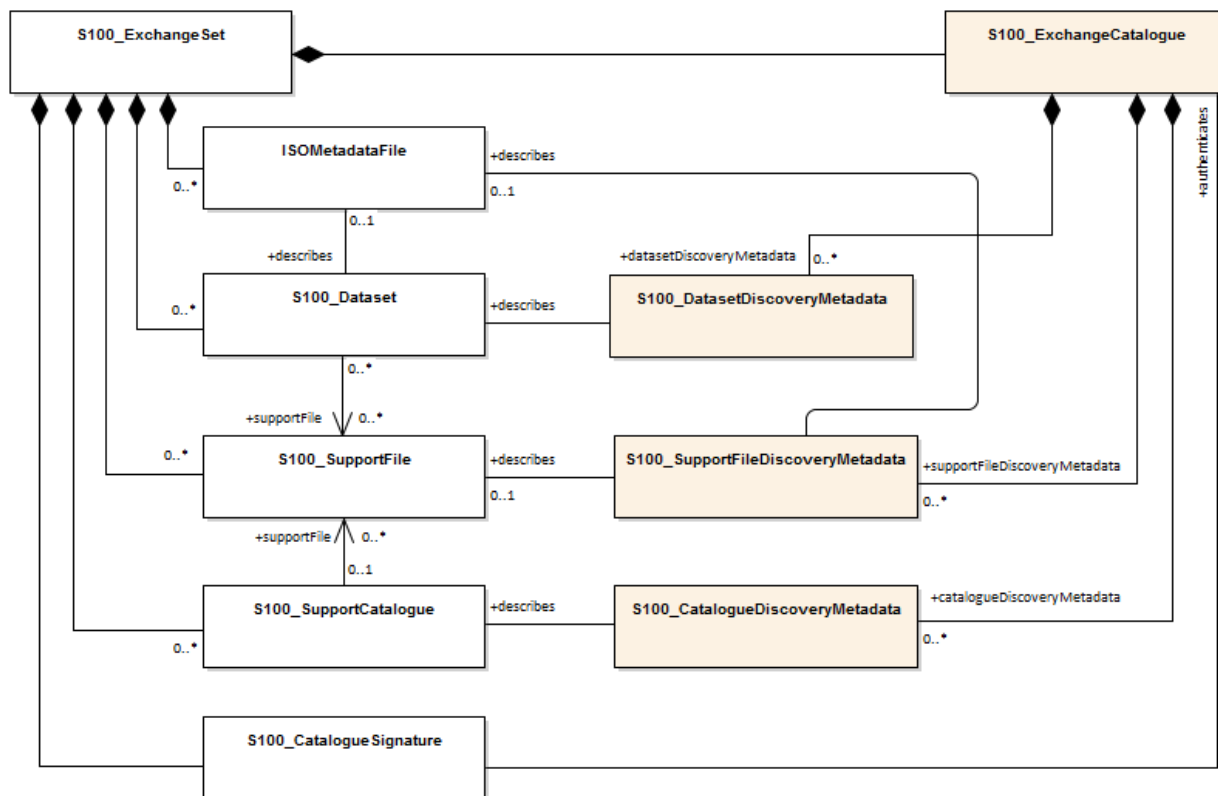 S100_ExchangeSet
S100_ExchangeCatalogue
+authenticates
ISOMetadataFile
+describes
0..*
0..1
0..1
+describes
+datasetDiscoveryMetadata
0..*
S100_Dataset
S100_DatasetDiscoveryMetadata
+describes
0..*
0..*
+supportFile
0..*
S100_SupportFile
S100_SupportFileDiscoveryMetadata
+describes
+supportFileDiscoveryMetadata
0..*
0..1
0..*
+supportFile
0..*
0..1
S100_SupportCatalogue
S100_CatalogueDiscoveryMetadata
+describes
+catalogueDiscoveryMetadata
0..*
0..*
S100_CatalogueSignature